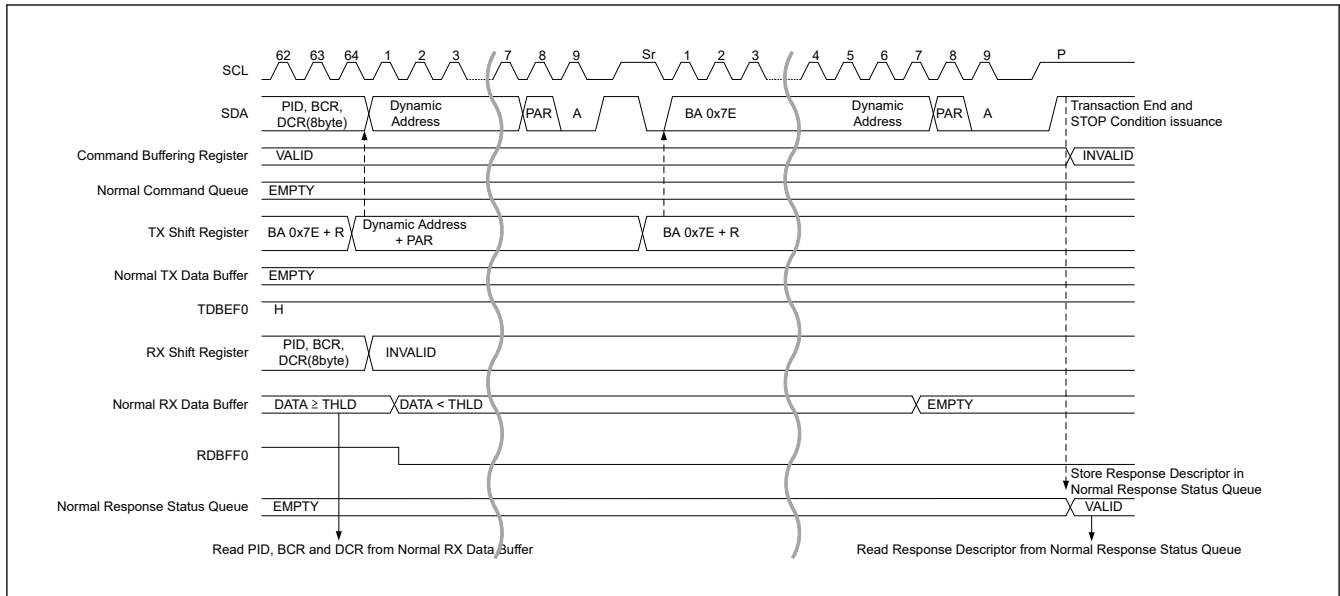 62 63 64 1 2 3 7 8 9 Sr 1 2 3 4 5 6 7 8 9 P
SCL
SDA
PID, BCR,
DCR(8byte)
Dynamic
Address
PAR
A
BA 0x7E
Dynamic
Address
PAR
A
Transaction End and
STOP Condition issuance
Command Buffering Register
VALID
INVALID
Normal Command Queue
EMPTY
TX Shift Register
BA 0x7E + R
Dynamic Address
+ PAR
BA 0x7E + R
Normal TX Data Buffer
EMPTY
TDBEF0
H
RX Shift Register
PID, BCR,
DCR(8byte)
INVALID
Normal RX Data Buffer
DATA ≥ THLD
DATA < THLD
EMPTY
RDBFF0
Store Response Descriptor in
Normal Response Status Queue
Normal Response Status Queue
EMPTY
VALID
Read PID, BCR and DCR from Normal RX Data Buffer
Read Response Descriptor from Normal Response Status Queue